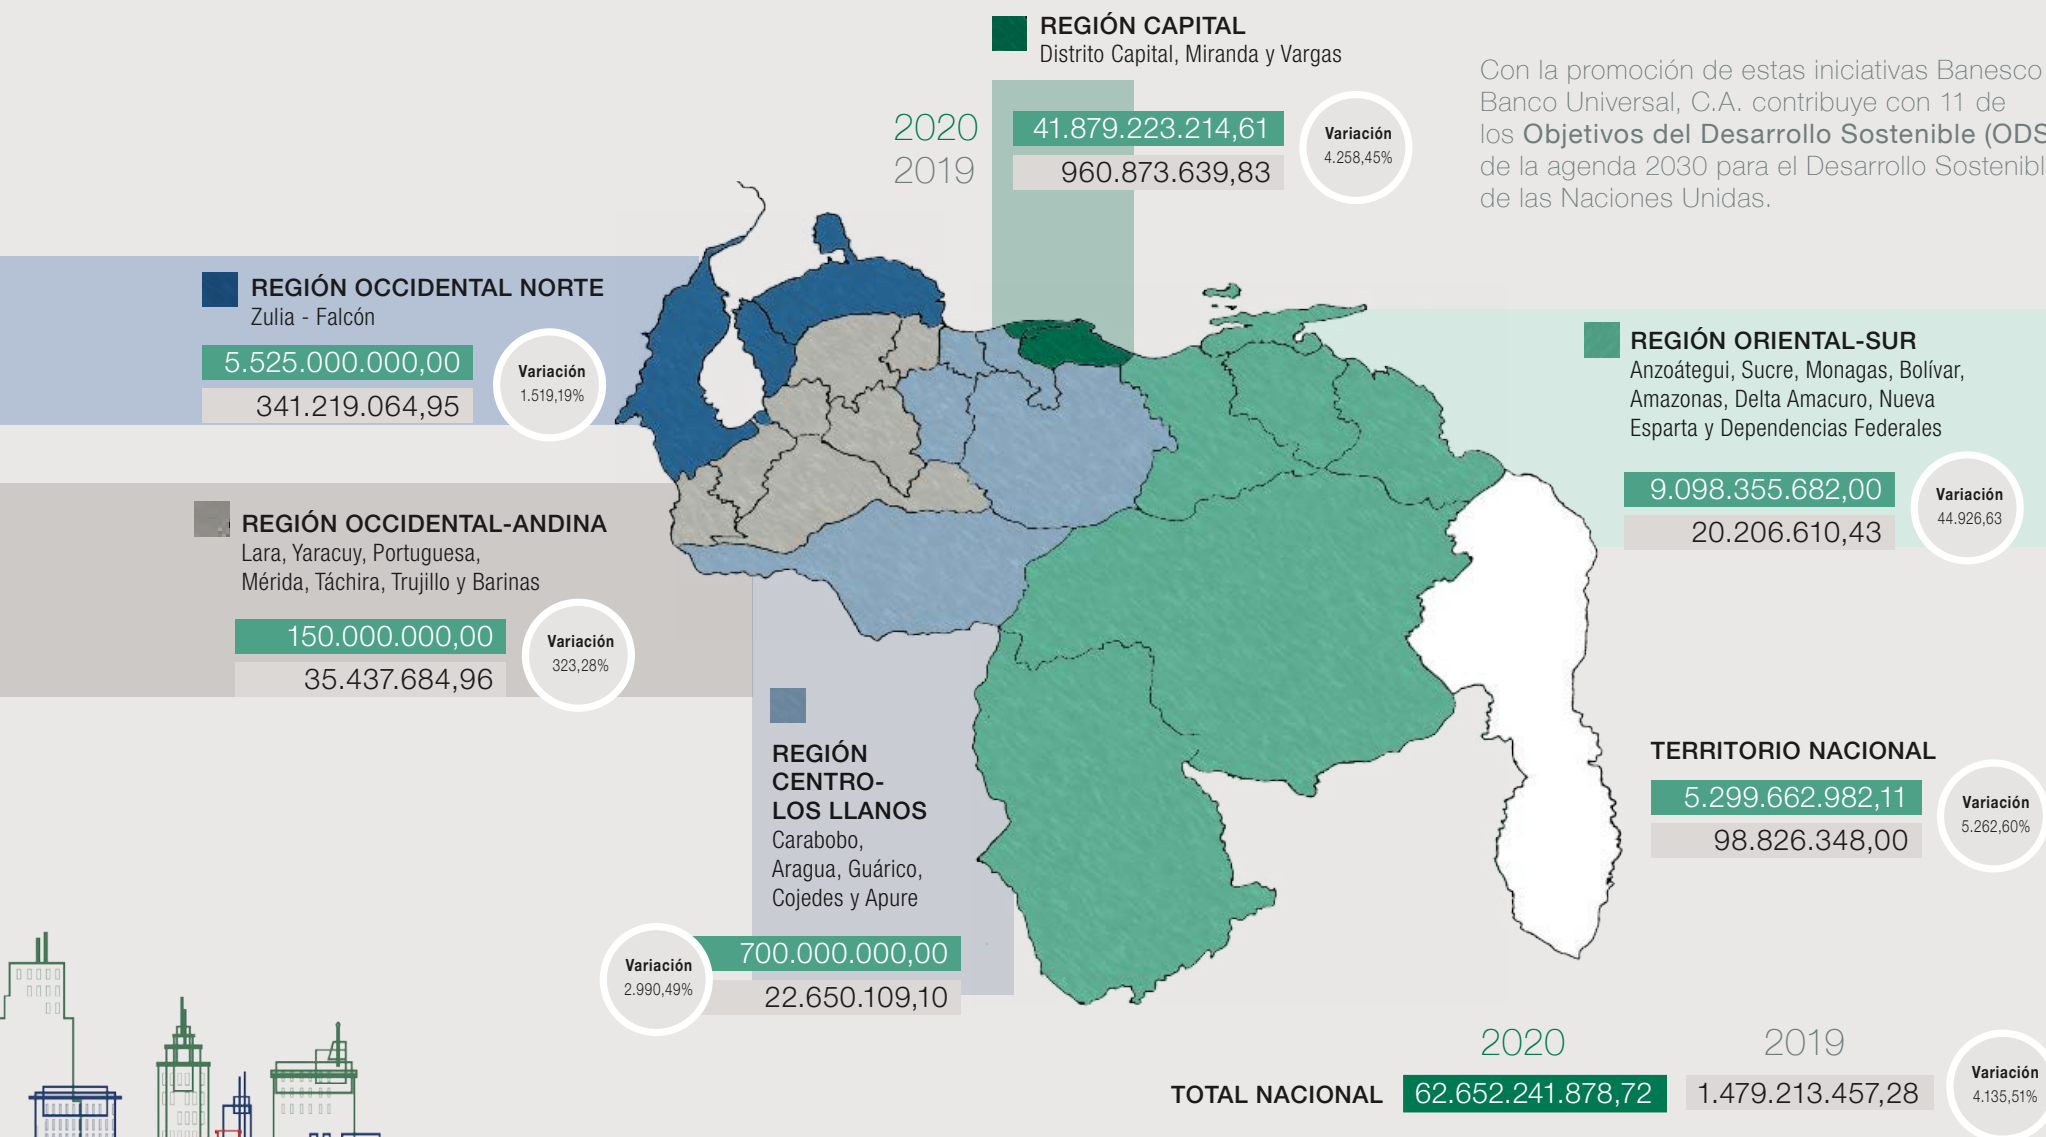 REGIÓN CAPITAL
Distrito Capital, Miranda y Vargas
2020
41.879.223.214,61
2019
960.873.639,83
Variación
4.258,45%
Con la promoción de estas iniciativas Banesco
Banco Universal, C.A. contribuye con 11 de
los Objetivos del Desarrollo Sostenible (ODS
de la agenda 2030 para el Desarrollo Sostenibl
de las Naciones Unidas.
REGIÓN OCCIDENTAL NORTE
Zulia - Falcón
5.525.000.000,00
341.219.064,95
Variación
1.519,19%
REGIÓN ORIENTAL-SUR
Anzoátegui, Sucre, Monagas, Bolívar,
Amazonas, Delta Amacuro, Nueva
Esparta y Dependencias Federales
9.098.355.682,00
20.206.610,43
Variación
44.926,63
REGIÓN OCCIDENTAL-ANDINA
Lara, Yaracuy, Portuguesa,
Mérida, Táchira, Trujillo y Barinas
150.000.000,00
35.437.684,96
Variación
323,28%
REGIÓN
CENTRO-
LOS LLANOS
Carabobo,
Aragua, Guárico,
Cojedes y Apure
700.000.000,00
22.650.109,10
Variación
2.990,49%
TERRITORIO NACIONAL
5.299.662.982,11
98.826.348,00
Variación
5.262,60%
2020
2019
TOTAL NACIONAL
62.652.241.878,72
1.479.213.457,28
Variación
4.135,51%